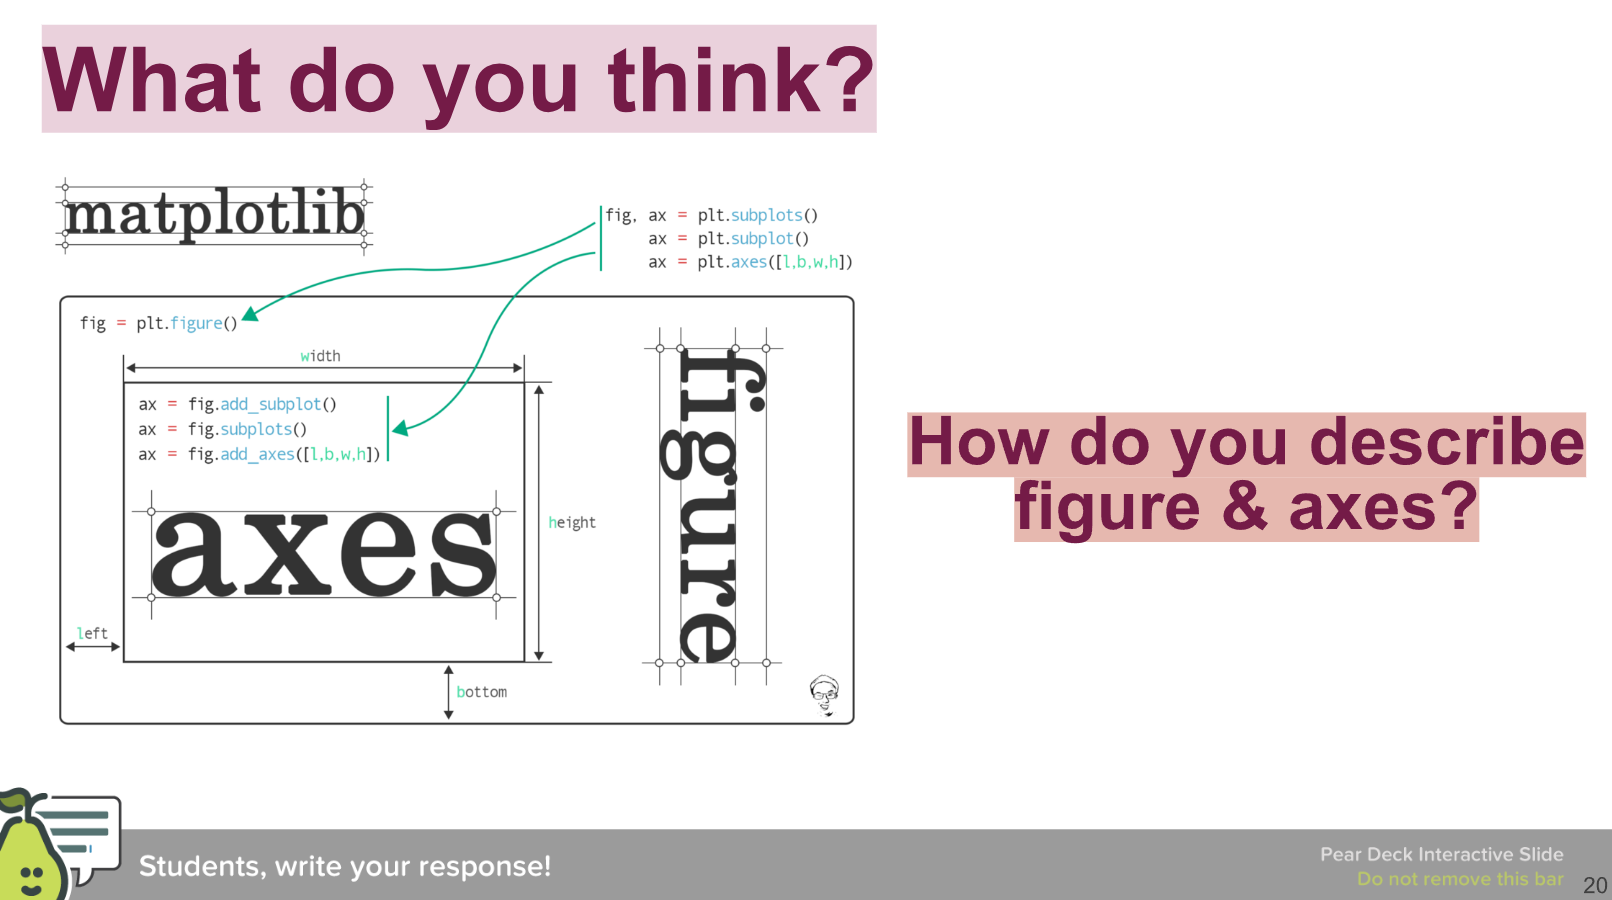 What do you think?
matplotlib
fig, ax = plt.subplots()
ax = plt.subplot()
ax = plt.axes([l,b,w,h])
fig = plt.figure()
width
ax = fig.add_subplot()
ax = fig.subplots()
ax = fig.add_axes([l,b,w,h])
axes
height
left
bottom
figure
How do you describe
figure & axes?
Students, write your response!
Pear Deck Interactive Slide
Do not remove this bar
20